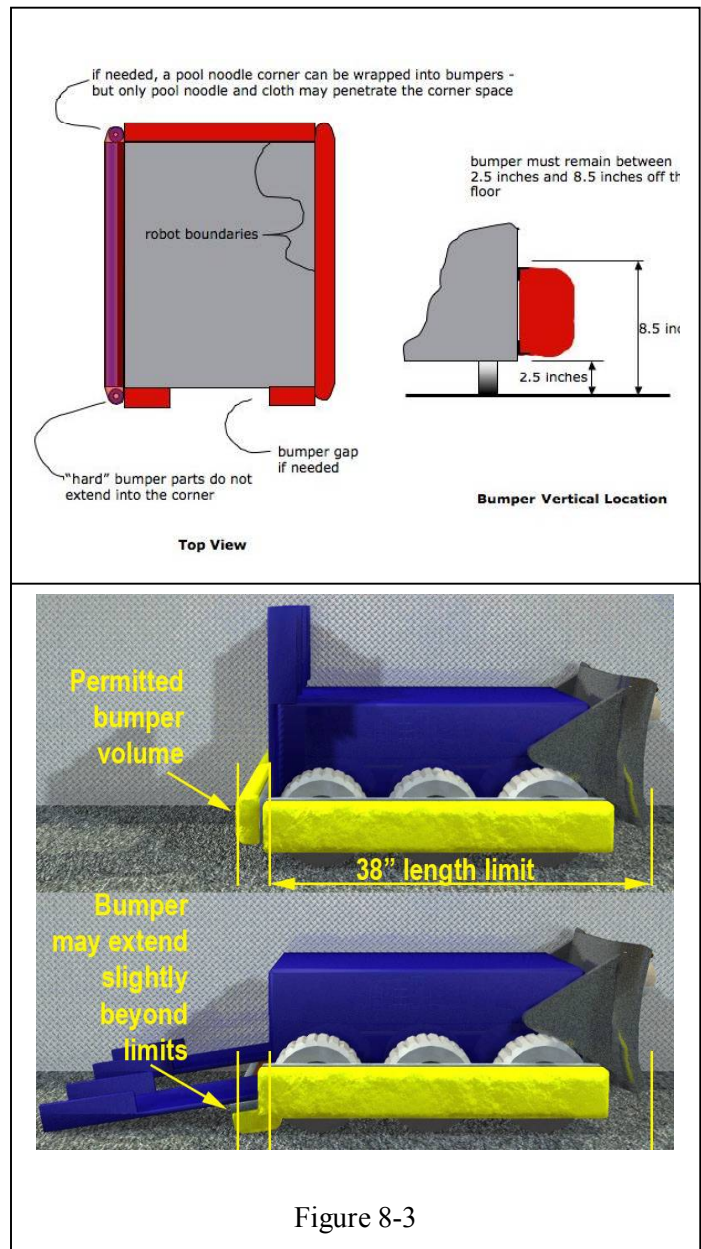 if needed, a pool noodle corner can be wrapped into bumpers -
but only pool noodle and cloth may penetrate the corner space
bumper must remain between
2.5 inches and 8.5 inches off th
floor
robot boundaries
8.5 in
2.5 inches
bumper gap
if needed
"hard" bumper parts do not
extend into the corner
Bumper Vertical Location
Top View
Permitted
bumper
volume
38” length limit
Bumper
may extend
slightly
beyond
limits
Figure 8-3